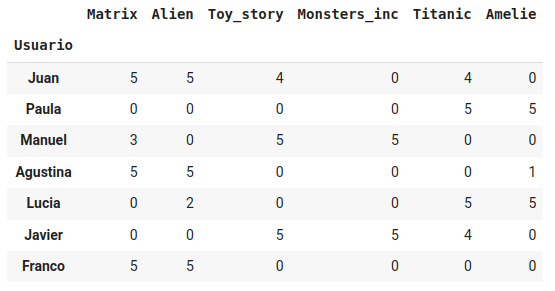 Matrix Alien Toy_story Monsters_inc Titanic Amelie
Usuario
Juan 5 5 4 0 4 0
Paula 0 0 0 0 5 5
Manuel 3 0 5 5 0 0
Agustina 5 5 0 0 0 1
Lucia 0 2 0 0 5 5
Javier 0 0 5 5 4 0
Franco 5 5 0 0 0 0